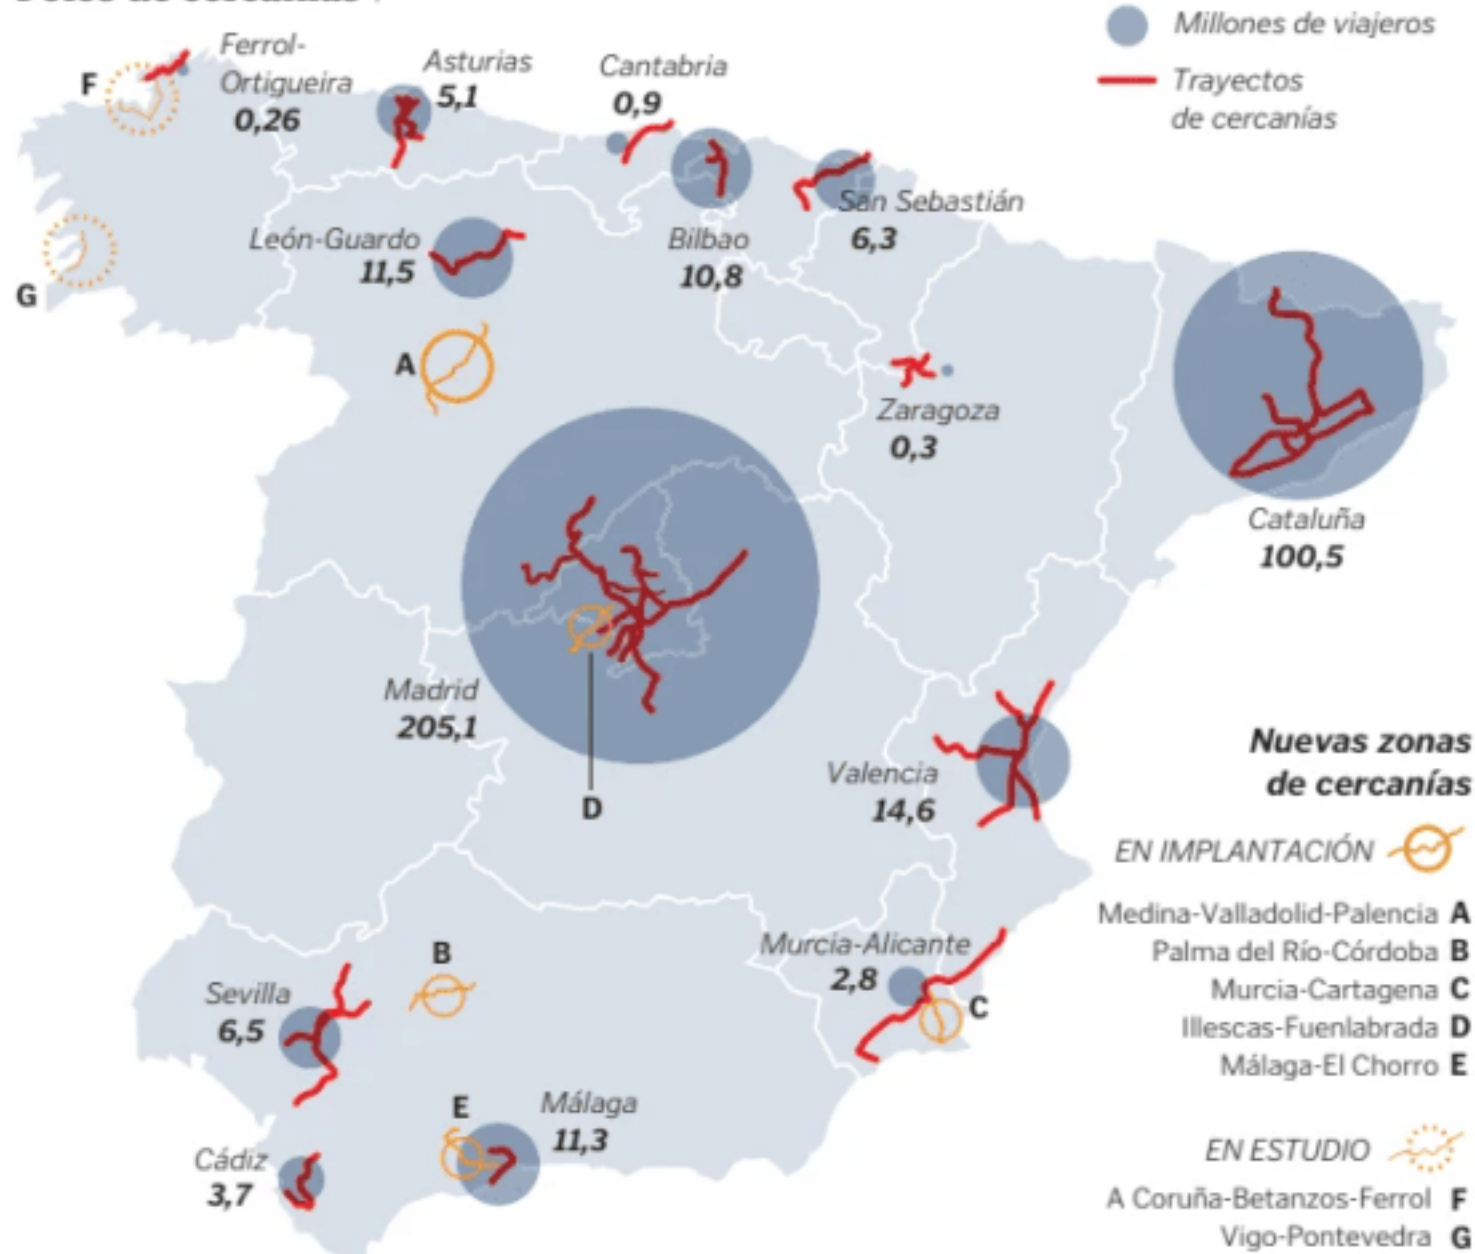 Millones de viajeros
Trayectos
de cercanías
F
Ferrol-
Ortigueira
0,26
Asturias
5,1
Cantabria
0,9
San Sebastián
6,3
León-Guardo
11,5
Bilbao
10,8
G
A
Zaragoza
0,3
Cataluña
100,5
Madrid
205,1
D
Valencia
14,6
B
Murcia-Alicante
2,8
C
Sevilla
6,5
E
Málaga
11,3
Cádiz
3,7
Nuevas zonas
de cercanías
EN IMPLANTACIÓN
Medina-Valladolid-Palencia A
Palma del Río-Córdoba B
Murcia-Cartagena C
Illescas-Fuenlabrada D
Málaga-El Chorro E
EN ESTUDIO
A Coruña-Betanzos-Ferrol F
Vigo-Pontevedra G